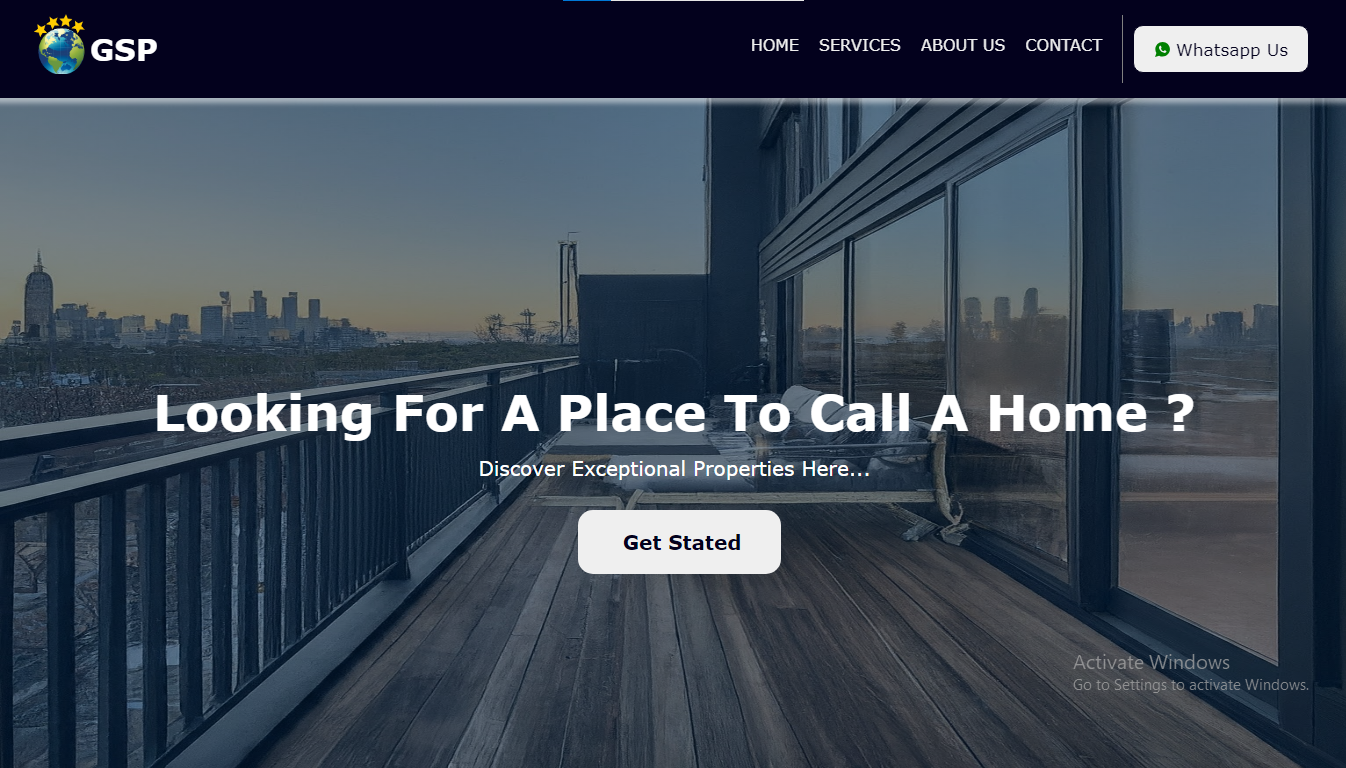 GSP
HOME SERVICES ABOUT US CONTACT Whatsapp Us
Looking For A Place To Call A Home ?
Discover Exceptional Properties Here...
Get Stated
Activate Windows
Go to Settings to activate Windows.